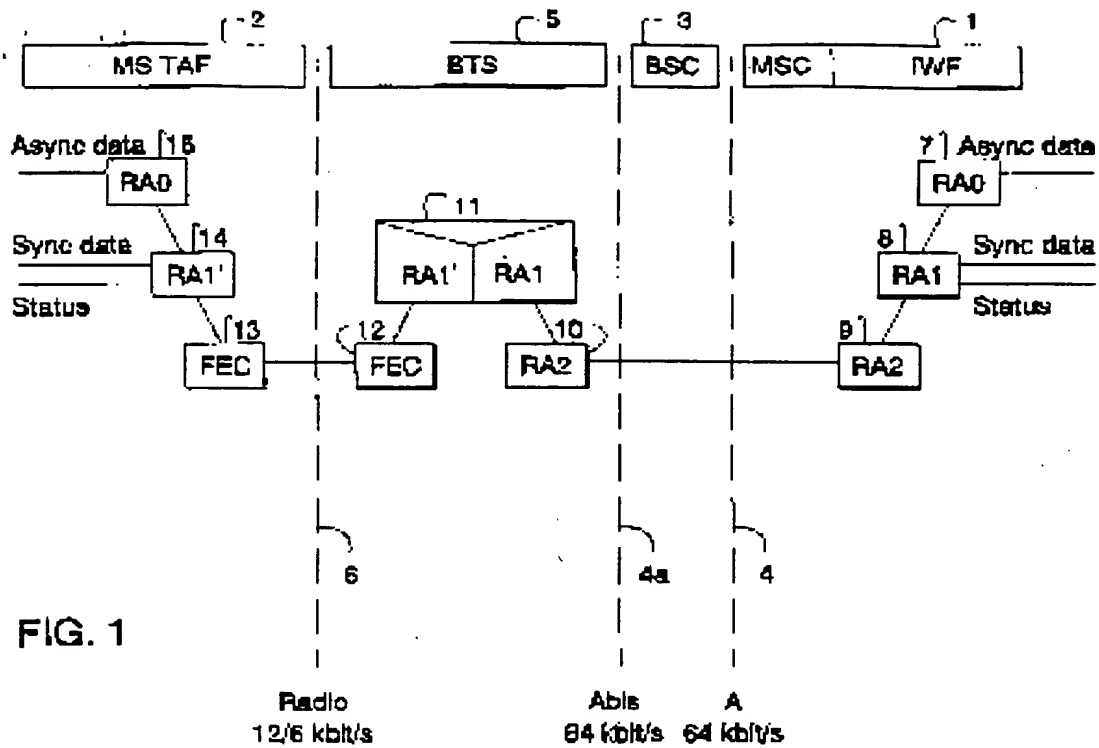 2 5 3 1
MS TAF BTS BSC MSC IWF
Async data 15 7 Async data
RA0 RA0
11
Sync data 14 8 Sync data
RA1' RA1' RA1 RA1
Status Status
13 12 10 9
FEC FEC RA2 RA2
6 4a 4
FIG. 1
Radio Abis A
12/6 kbit/s 64 kbit/s 64 kbit/s